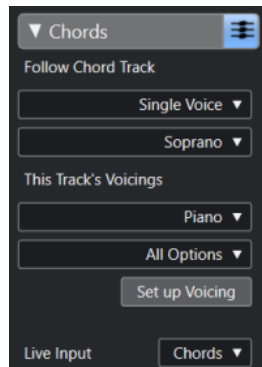 Chords
Follow Chord Track
Single Voice
Soprano
This Track's Voicings
Piano
All Options
Set up Voicing
Live Input Chords